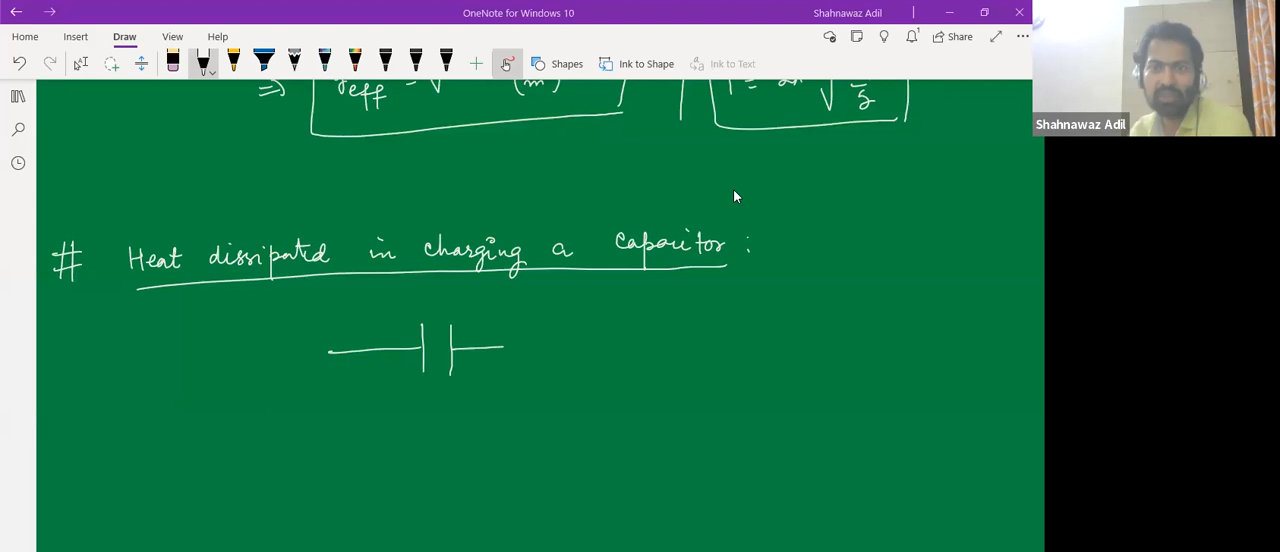 OneNote for Windows 10
Shahnawaz Adil
Home Insert Draw View Help
Share
Shapes Ink to Shape Ink to Text
⇒ = √ (m)
Shahnawaz Adil
# Heat dissipated in charging a capacitor :